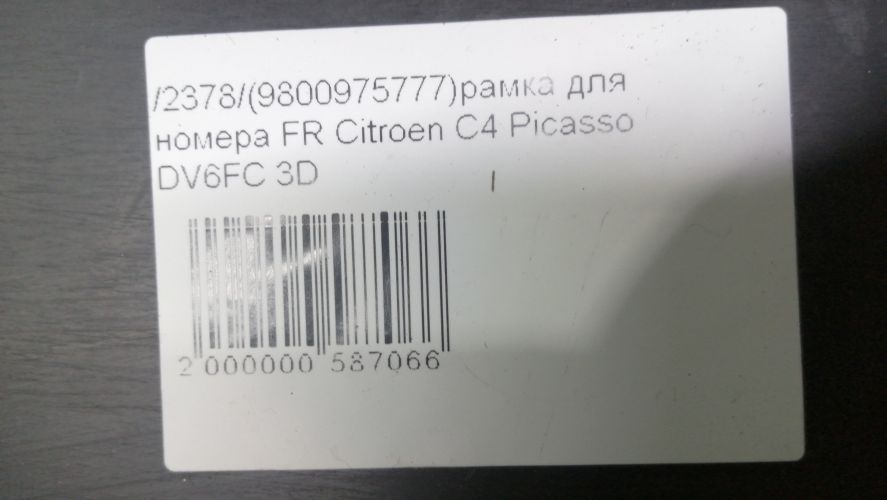 /2378/(9800975777)рамка для
номера FR Citroen C4 Picasso
DV6FC 3D
2 000000 587066